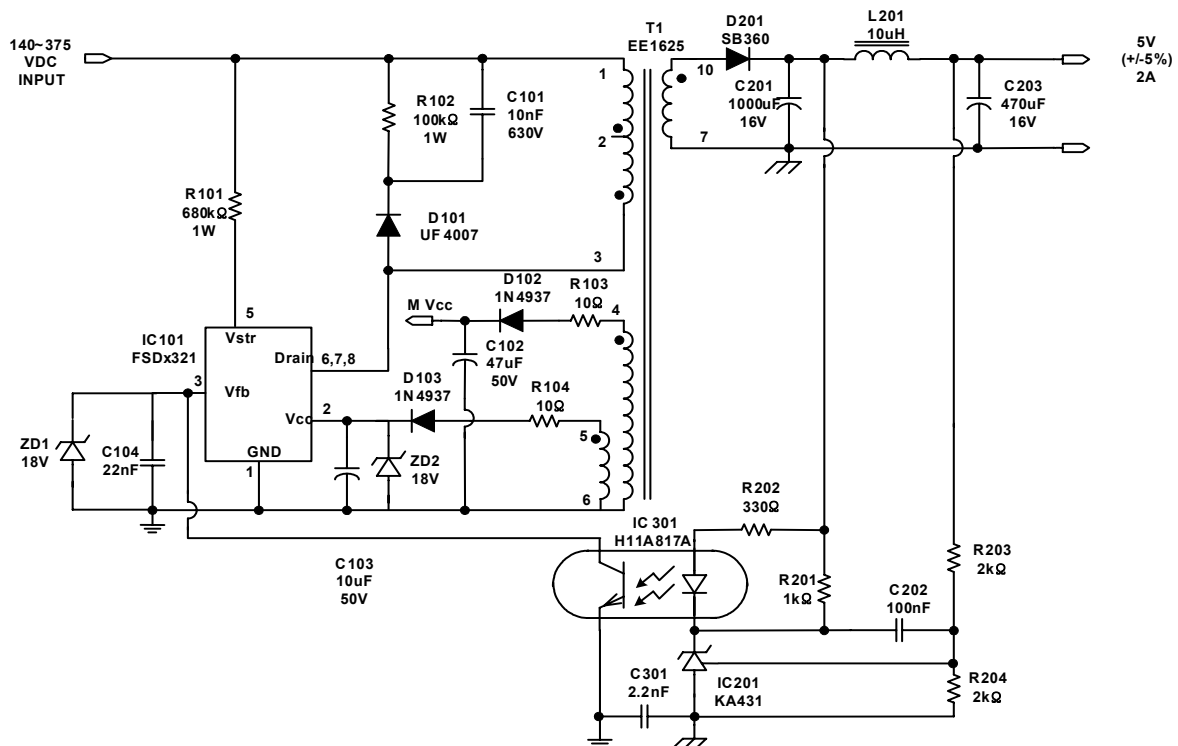 140~375
VDC
INPUT
T1
EE1625
D201
SB360
L201
10uH
5V
(+/-5%)
2A
R102
100kΩ
1W
C101
10nF
630V
1
2
3
10
7
C201
1000uF
16V
C203
470uF
16V
R101
680kΩ
1W
D101
UF 4007
D102
1N4937
R103
10Ω
4
M Vcc
C102
47uF
50V
5
IC101
FSDx321
Vstr
Drain
6,7,8
3
Vfb
Vcc
2
GND
1
D103
1N4937
R104
10Ω
5
6
ZD1
18V
C104
22nF
ZD2
18V
C103
10uF
50V
IC301
H11A817A
R202
330Ω
R201
1kΩ
C202
100nF
R203
2kΩ
R204
2kΩ
C301
2.2nF
IC201
KA431